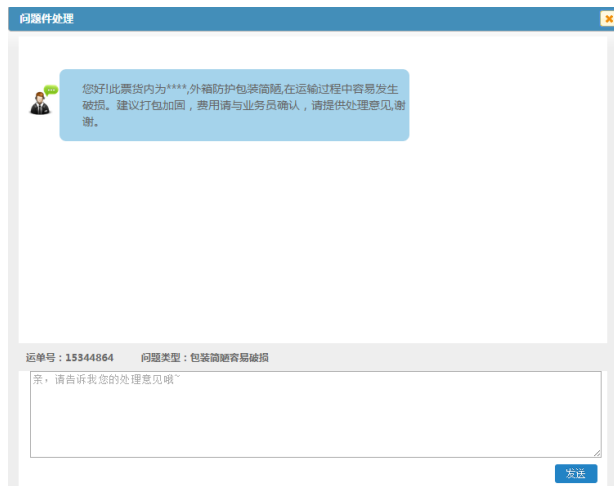 问题件处理
您好!此票货内为****,外箱防护包装简陋,在运输过程中容易发生
破损。建议打包加固，费用请与业务员确认，请提供处理意见,谢
谢。
运单号：15344864 问题类型：包装简陋容易破损
亲，请告诉我您的处理意见哦~
发送